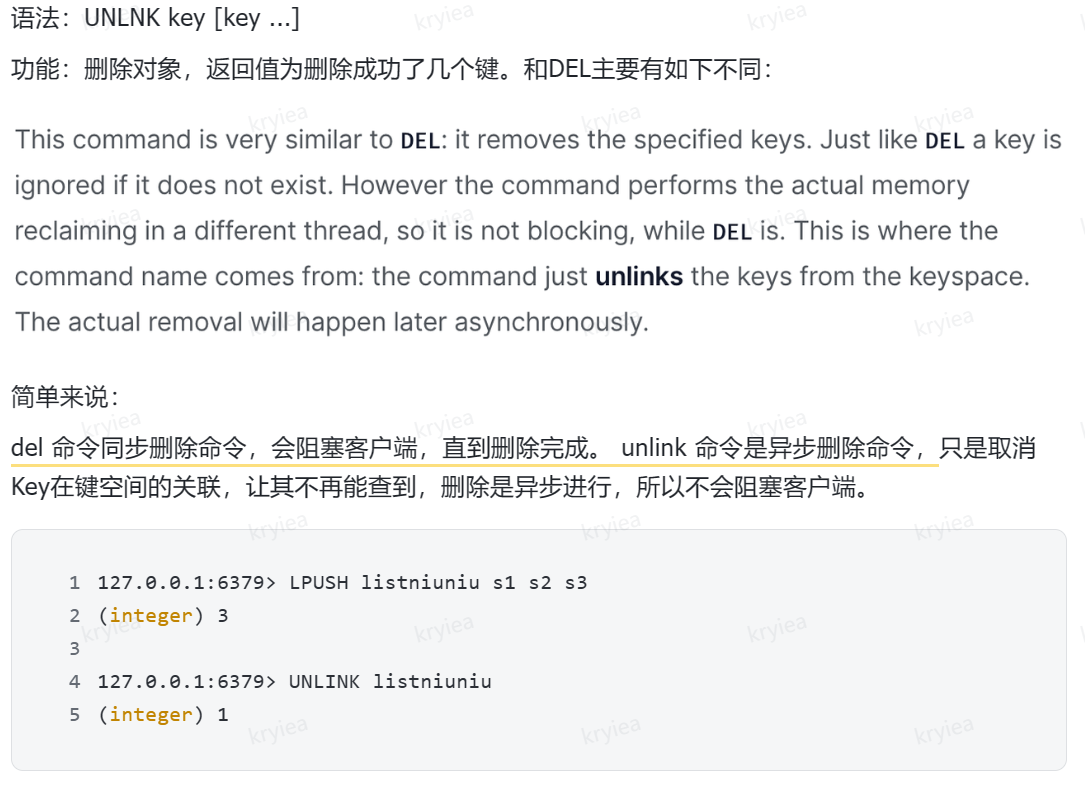 语法：UNLNK key [key ...]
功能：删除对象，返回值为删除成功了几个键。和DEL主要有如下不同：
This command is very similar to DEL: it removes the specified keys. Just like DEL a key is
ignored if it does not exist. However the command performs the actual memory
reclaiming in a different thread, so it is not blocking, while DEL is. This is where the
command name comes from: the command just unlinks the keys from the keyspace.
The actual removal will happen later asynchronously.
简单来说：
del 命令同步删除命令，会阻塞客户端，直到删除完成。 unlink 命令是异步删除命令，只是取消
Key在键空间的关联，让其不再能查到，删除是异步进行，所以不会阻塞客户端。
1 127.0.0.1:6379> LPUSH listniuniu s1 s2 s3
2 (integer) 3
3
4 127.0.0.1:6379> UNLINK listniuniu
5 (integer) 1
kryiea